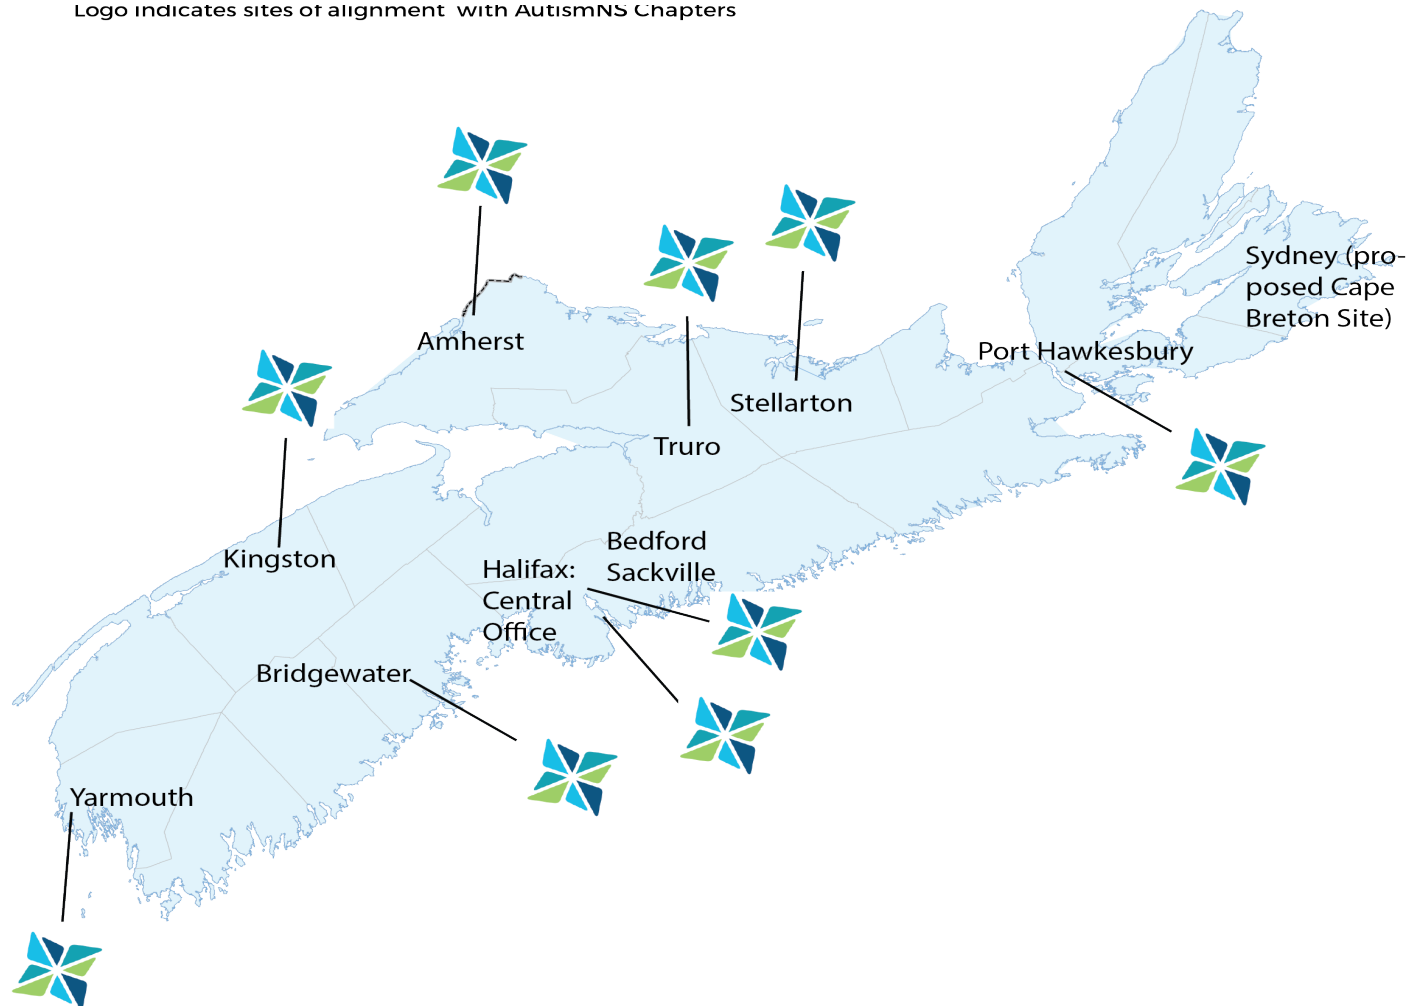 Logo indicates sites of alignment with AutismNS Chapters
Sydney (pro-
posed Cape
Breton Site)
Amherst
Port Hawkesbury
Stellarton
Truro
Kingston
Bedford
Sackville
Halifax:
Central
Office
Bridgewater
Yarmouth